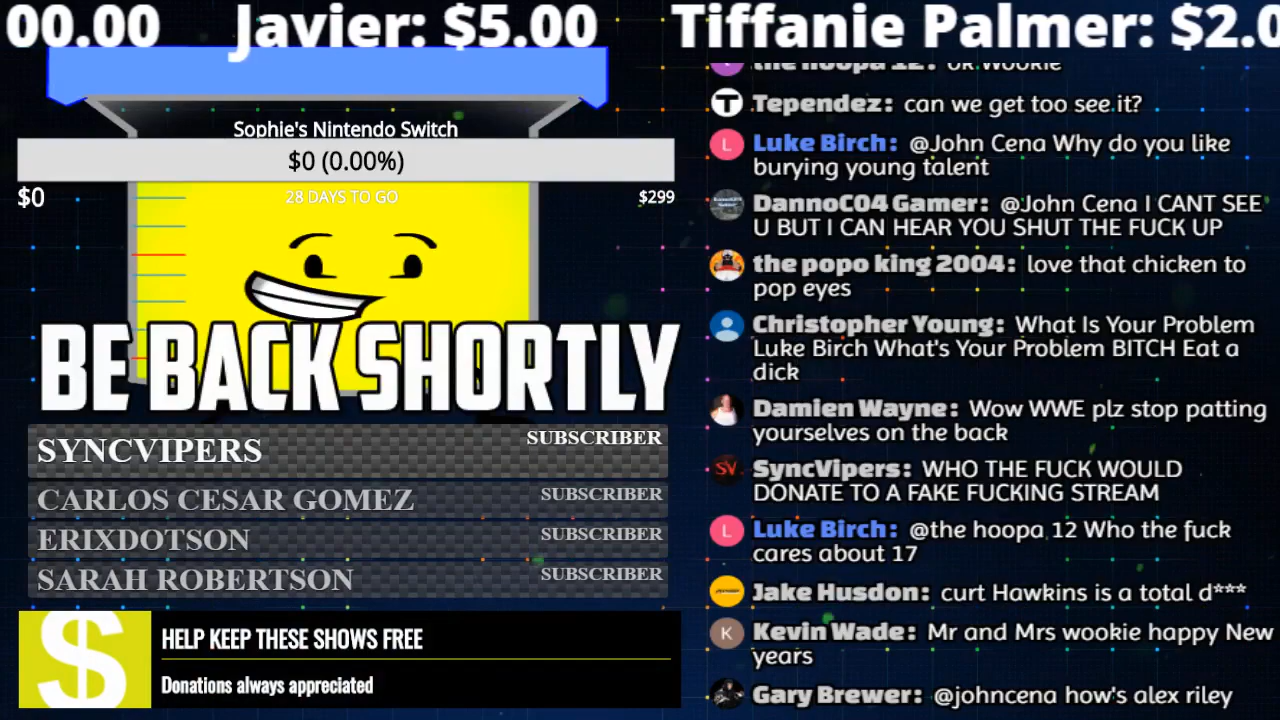 00.00 Javier: $5.00 Tiffanie Palmer: $2.0
Sophie's Nintendo Switch
$0 (0.00%)
$0 28 DAYS TO GO $299
BE BACK SHORTLY
SYNCVIPERS SUBSCRIBER
CARLOS CESAR GOMEZ SUBSCRIBER
ERIXDOTSON SUBSCRIBER
SARAH ROBERTSON SUBSCRIBER
$
HELP KEEP THESE SHOWS FREE
Donations always appreciated
the hoopa 12: ok Wookie
T Tependez: can we get too see it?
L Luke Birch: @John Cena Why do you like
burying young talent
DannoC04 Gamer: @John Cena I CANT SEE
U BUT I CAN HEAR YOU SHUT THE FUCK UP
the popo king 2004: love that chicken to
pop eyes
Christopher Young: What Is Your Problem
Luke Birch What's Your Problem BITCH Eat a
dick
Damien Wayne: Wow WWE plz stop patting
yourselves on the back
SV SyncVipers: WHO THE FUCK WOULD
DONATE TO A FAKE FUCKING STREAM
L Luke Birch: @the hoopa 12 Who the fuck
cares about 17
Jake Husdon: curt Hawkins is a total d***
K Kevin Wade: Mr and Mrs wookie happy New
years
Gary Brewer: @johncena how's alex riley